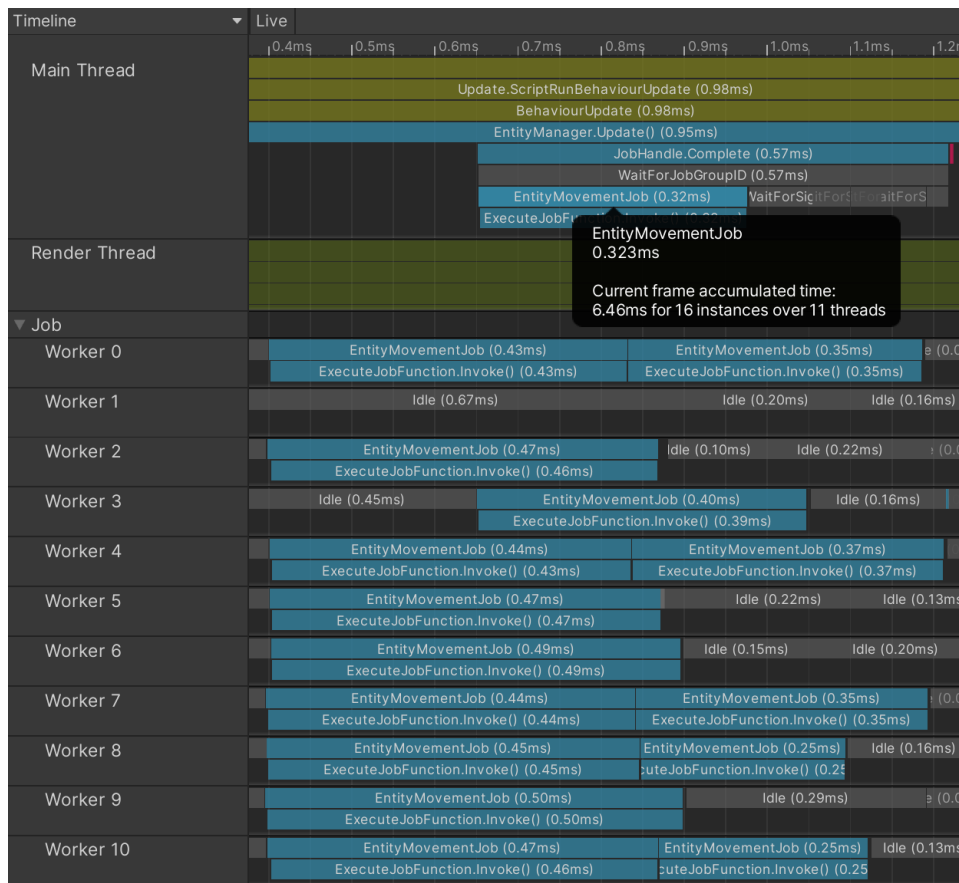 Timeline Live
0.4ms 0.5ms 0.6ms 0.7ms 0.8ms 0.9ms 1.0ms 1.1ms
Main Thread
Update.ScriptRunBehaviourUpdate (0.98ms)
BehaviourUpdate (0.98ms)
EntityManager.Update() (0.95ms)
JobHandle.Complete (0.57ms)
WaitForJobGroupID (0.57ms)
EntityMovementJob (0.32ms) WaitForSig
EntityMovementJob
0.323ms
Current frame accumulated time:
6.46ms for 16 instances over 11 threads
Render Thread
Job
Worker 0 EntityMovementJob (0.43ms) EntityMovementJob (0.35ms)
ExecuteJobFunction.Invoke() (0.43ms) ExecuteJobFunction.Invoke() (0.35ms)
Worker 1 Idle (0.67ms) Idle (0.20ms) Idle (0.16ms)
Worker 2 EntityMovementJob (0.47ms) Idle (0.10ms) Idle (0.22ms)
ExecuteJobFunction.Invoke() (0.46ms)
Worker 3 Idle (0.45ms) EntityMovementJob (0.40ms) Idle (0.16ms)
ExecuteJobFunction.Invoke() (0.39ms)
Worker 4 EntityMovementJob (0.44ms) EntityMovementJob (0.37ms)
ExecuteJobFunction.Invoke() (0.43ms) ExecuteJobFunction.Invoke() (0.37ms)
Worker 5 EntityMovementJob (0.47ms) Idle (0.22ms) Idle (0.13ms
ExecuteJobFunction.Invoke() (0.47ms)
Worker 6 EntityMovementJob (0.49ms) Idle (0.15ms) Idle (0.20ms)
ExecuteJobFunction.Invoke() (0.49ms)
Worker 7 EntityMovementJob (0.44ms) EntityMovementJob (0.35ms)
ExecuteJobFunction.Invoke() (0.44ms) ExecuteJobFunction.Invoke() (0.35ms)
Worker 8 EntityMovementJob (0.45ms) EntityMovementJob (0.25ms) Idle (0.16ms)
ExecuteJobFunction.Invoke() (0.45ms) cuteJobFunction.Invoke() (0.25
Worker 9 EntityMovementJob (0.50ms) Idle (0.29ms)
ExecuteJobFunction.Invoke() (0.50ms)
Worker 10 EntityMovementJob (0.47ms) EntityMovementJob (0.25ms) Idle (0.13ms
ExecuteJobFunction.Invoke() (0.46ms) cuteJobFunction.Invoke() (0.25